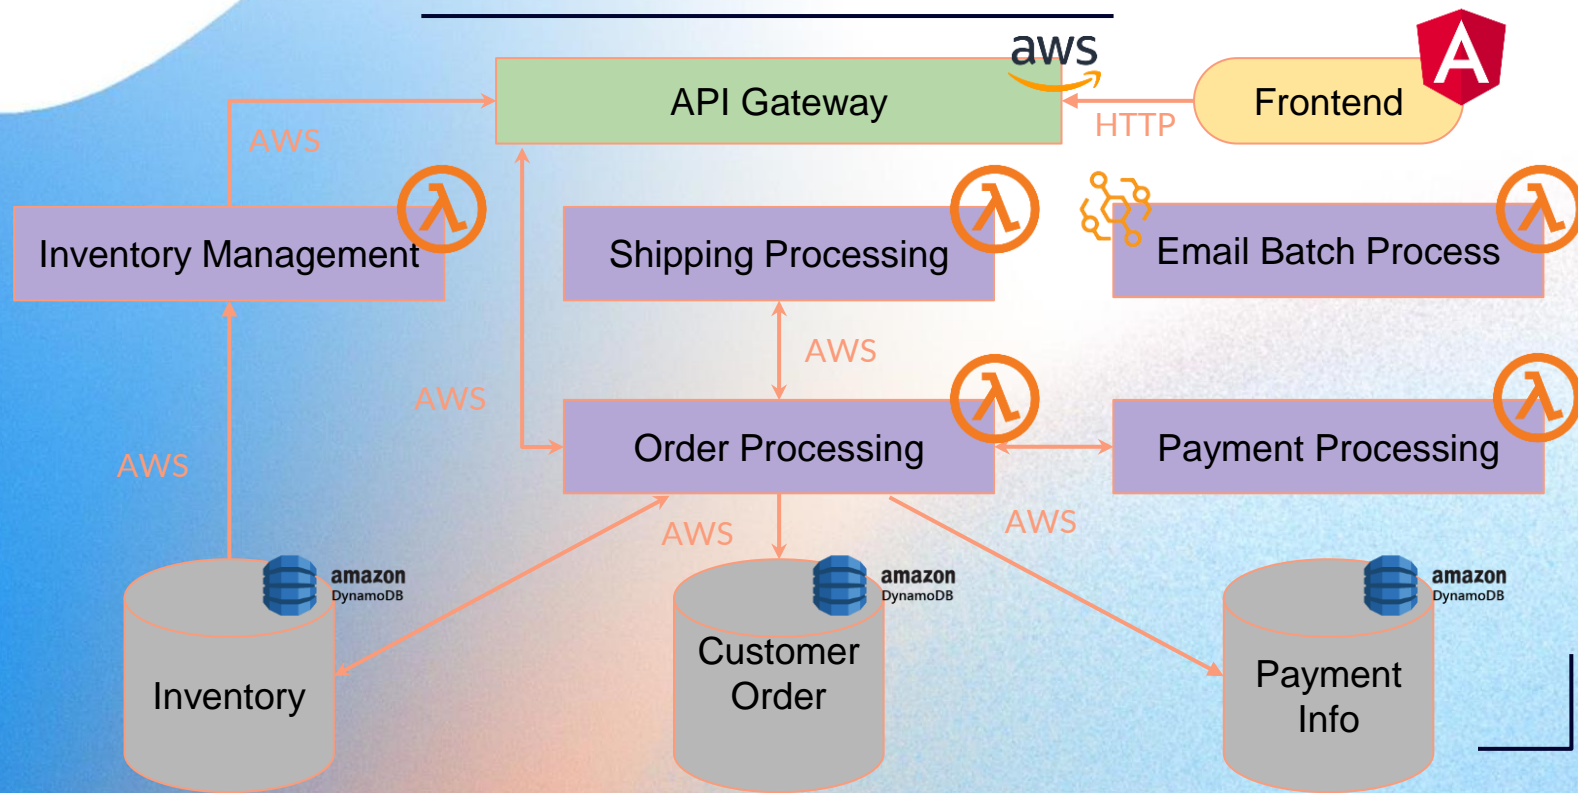 aws
API Gateway
Frontend
HTTP
AWS
Inventory Management
Shipping Processing
Email Batch Process
AWS
AWS
Order Processing
Payment Processing
AWS
AWS
AWS
amazon
DynamoDB
amazon
DynamoDB
amazon
DynamoDB
Inventory
Customer
Order
Payment
Info